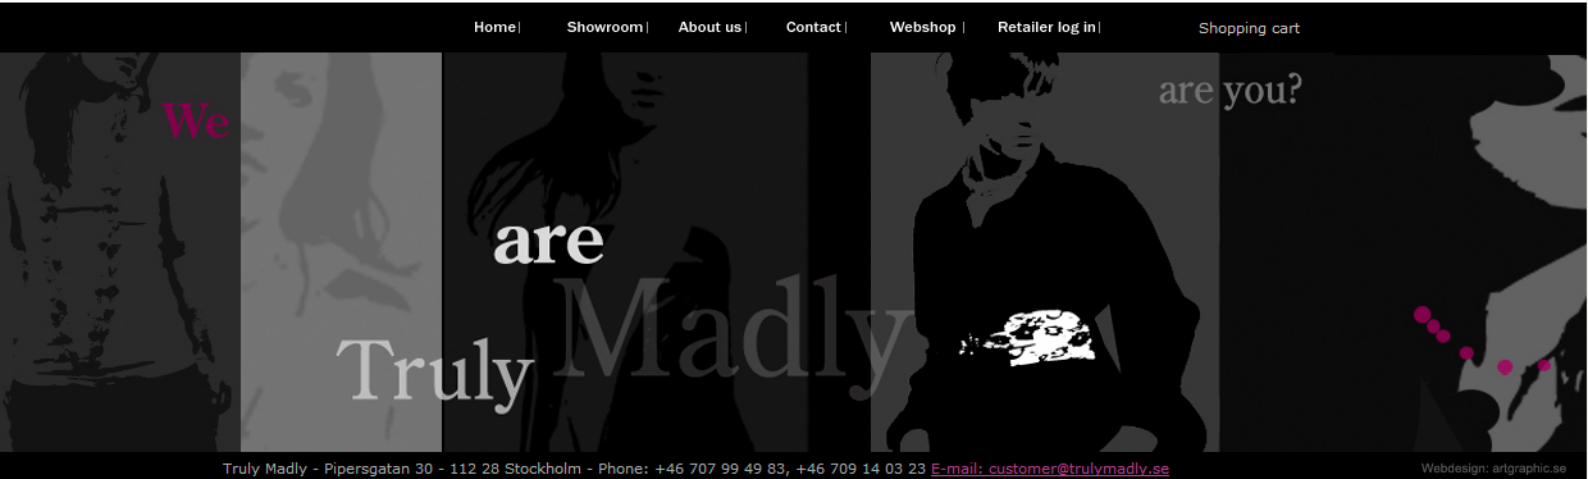 Home| Showroom| About us| Contact| Webshop | Retailer log in| Shopping cart
are you?
We
are
Madly
Truly
Truly Madly - Pipersgatan 30 - 112 28 Stockholm - Phone: +46 707 99 49 83, +46 709 14 03 23 E-mail: customer@trulymadly.se
Webdesign: artgraphic.se